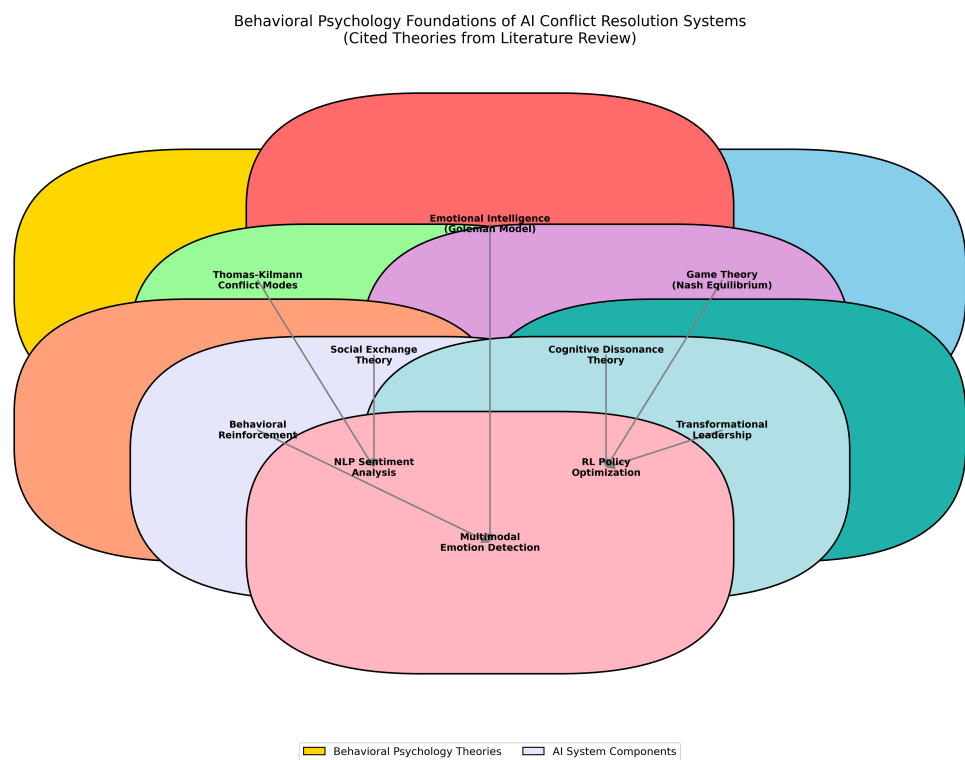 Behavioral Psychology Foundations of AI Conflict Resolution Systems
(Cited Theories from Literature Review)
Emotional Intelligence
(Goleman Model)
Thomas-Kilmann
Conflict Modes
Game Theory
(Nash Equilibrium)
Social Exchange
Theory
Cognitive Dissonance
Theory
Behavioral
Reinforcement
Transformational
Leadership
NLP Sentiment
Analysis
RL Policy
Optimization
Multimodal
Emotion Detection
Behavioral Psychology Theories
AI System Components